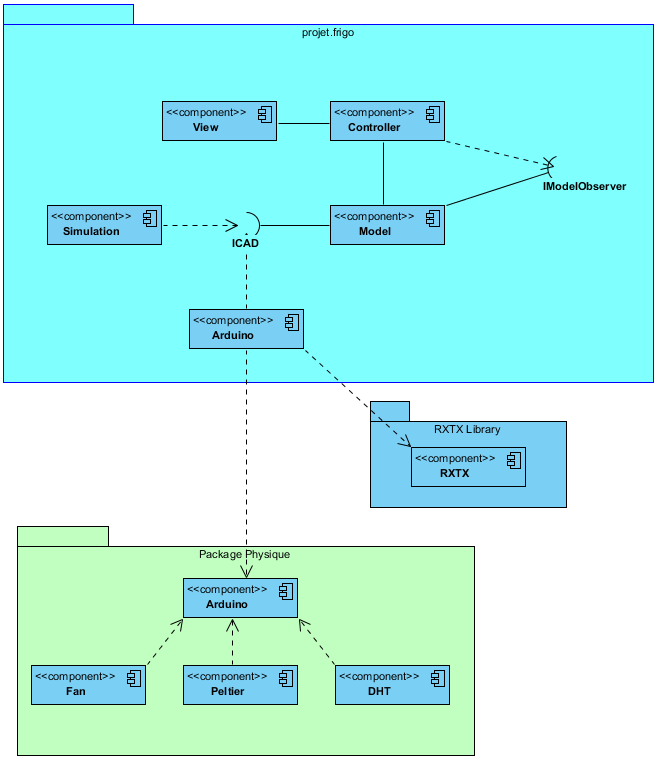 projet.frigo
<<component>>
View
<<component>>
Controller
IModelObserver
<<component>>
Simulation
ICAD
<<component>>
Model
<<component>>
Arduino
RXTX Library
<<component>>
RXTX
Package Physique
<<component>>
Arduino
<<component>>
Fan
<<component>>
Peltier
<<component>>
DHT